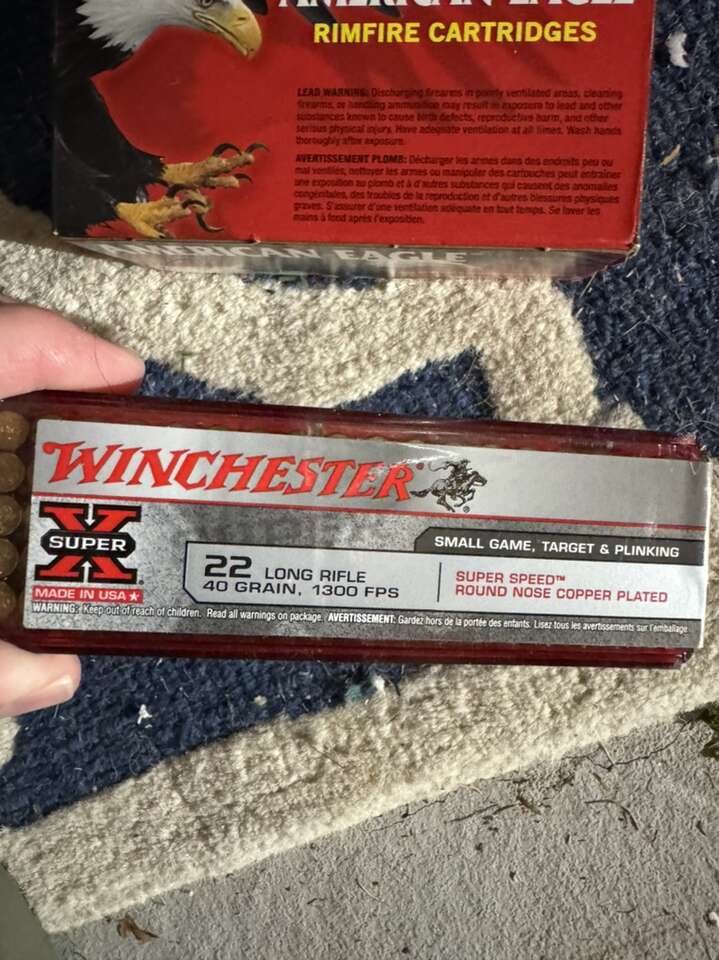 AMERICAN EAGLE
RIMFIRE CARTRIDGES
LEAD WARNING: Discharging firearms in poorly ventilated areas, cleaning
firearms, or handling ammunition may result in exposure to lead and other
substances known to cause birth defects, reproductive harm, and other
serious physical injury. Have adequate ventilation at all times. Wash hands
thoroughly after exposure.
AVERTISSEMENT PLOMB: Décharger les armes dans des endroits peu ou
mal ventilés, nettoyer les armes ou manipuler des cartouches peut entraîner
une exposition au plomb et à d'autres substances qui causent des anomalies
congénitales, des troubles de la reproduction et d'autres blessures physiques
graves. S'assurer d'une ventilation adéquate en tout temps. Se laver les
mains à fond après l'exposition.
AMERICAN EAGLE
WINCHESTER®
X
SUPER
®
MADE IN USA
SMALL GAME, TARGET & PLINKING
22 LONG RIFLE
40 GRAIN, 1300 FPS
SUPER SPEED™
ROUND NOSE COPPER PLATED
WARNING: Keep out of reach of children. Read all warnings on package. AVERTISSEMENT: Gardez hors de la portée des enfants. Lisez tous les avertissements sur l'emballage.